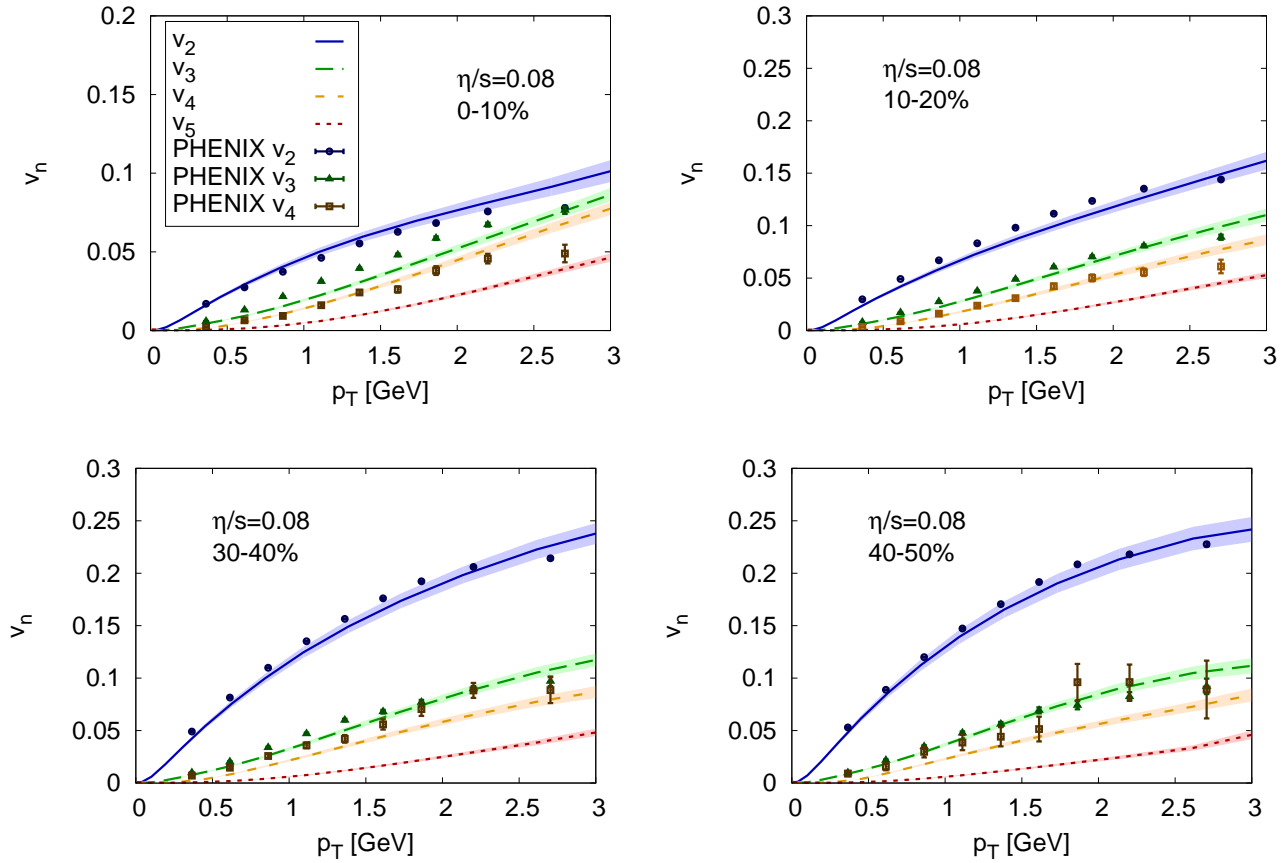 0.2
0.15
0.1
0.05
0
v_n
v_2
v_3
v_4
v_5
PHENIX v_2
PHENIX v_3
PHENIX v_4
η/s=0.08
0-10%
0 0.5 1 1.5 2 2.5 3
p_T [GeV]
0.3
0.25
0.2
0.15
0.1
0.05
0
v_n
η/s=0.08
10-20%
0 0.5 1 1.5 2 2.5 3
p_T [GeV]
0.3
0.25
0.2
0.15
0.1
0.05
0
v_n
η/s=0.08
30-40%
0 0.5 1 1.5 2 2.5 3
p_T [GeV]
0.3
0.25
0.2
0.15
0.1
0.05
0
v_n
η/s=0.08
40-50%
0 0.5 1 1.5 2 2.5 3
p_T [GeV]